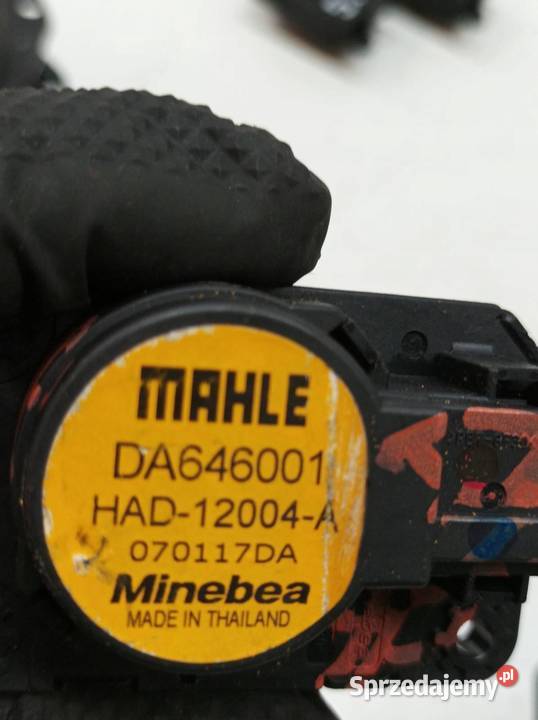 MAHLE
DA646001
HAD-12004-A
070117DA
Minebea
MADE IN THAILAND
Sprzedajemy.pl